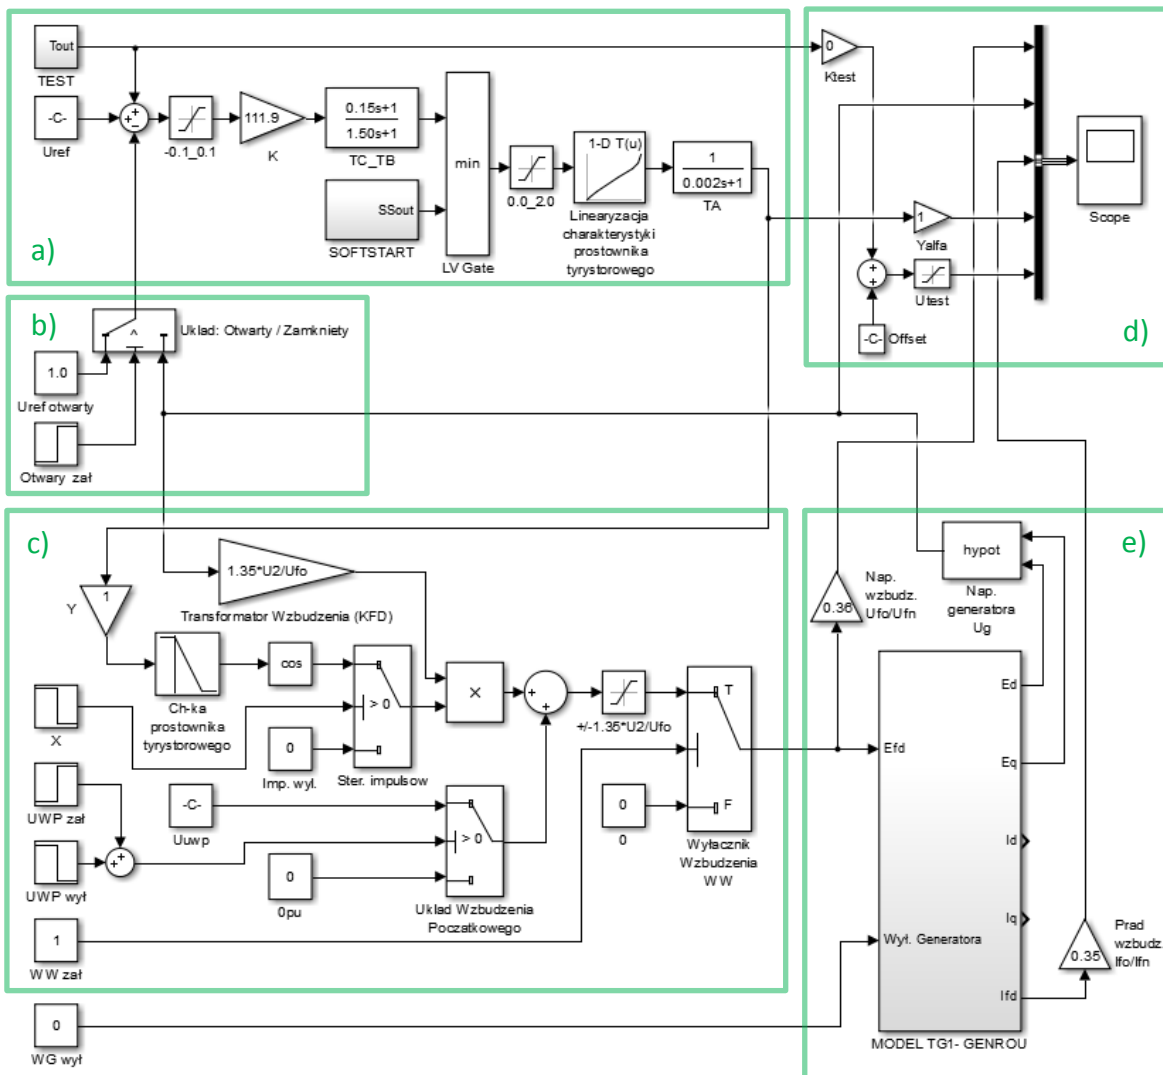 a)
Tout
TEST
-C-
Uref
+
+
−
-0.1_0.1
111.9
K
0.15s+1
1.50s+1
TC_TB
SSout
SOFTSTART
min
LV Gate
0.0_2.0
1-D T(u)
Linearyzacja
charakterystyki
prostownika
tyrystorowego
1
0.002s+1
TA
d)
0
Ktest
1
Yalfa
+
+
Utest
-C-
Offset
Scope
b)
Uklad: Otwarty / Zamkniety
1.0
Uref otwarty
Otwary zał
c)
1
Y
1.35*U2/Ufo
Transformator Wzbudzenia (KFD)
Ch-ka
prostownika
tyrystorowego
cos
X
0
Imp. wyl.
> 0
Ster. impulsow
×
+
+
+/-1.35*U2/Ufo
T
F
Wyłacznik
Wzbudzenia
WW
0
0
UWP zał
UWP wył
+
+
-C-
Uuwp
0
0pu
> 0
Uklad Wzbudzenia
Poczatkowego
1
WW zał
0
WG wył
e)
0.36
Nap.
wzbudz.
Ufo/Ufn
hypot
Nap.
generatora
Ug
Efd
Wył. Generatora
Ed
Eq
Id
Iq
Ifd
MODEL TG1- GENROU
0.35
Prad
wzbudz.
Ifo/Ifn